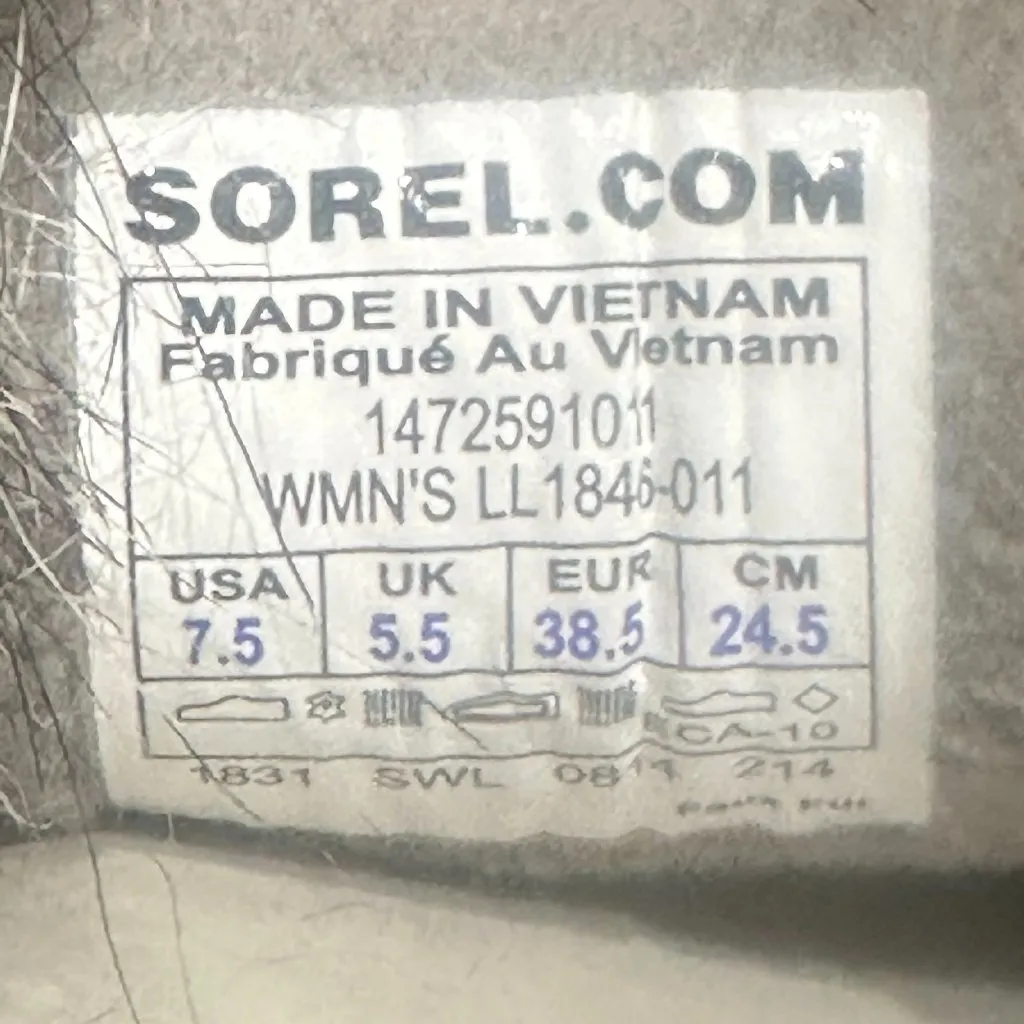 SOREL.COM
MADE IN VIETNAM
Fabriqué Au Vietnam
1472591011
WMN'S LL1846-011
USA UK EUR CM
7.5 5.5 38.5 24.5
CA-10
1831 SWL 0811 214